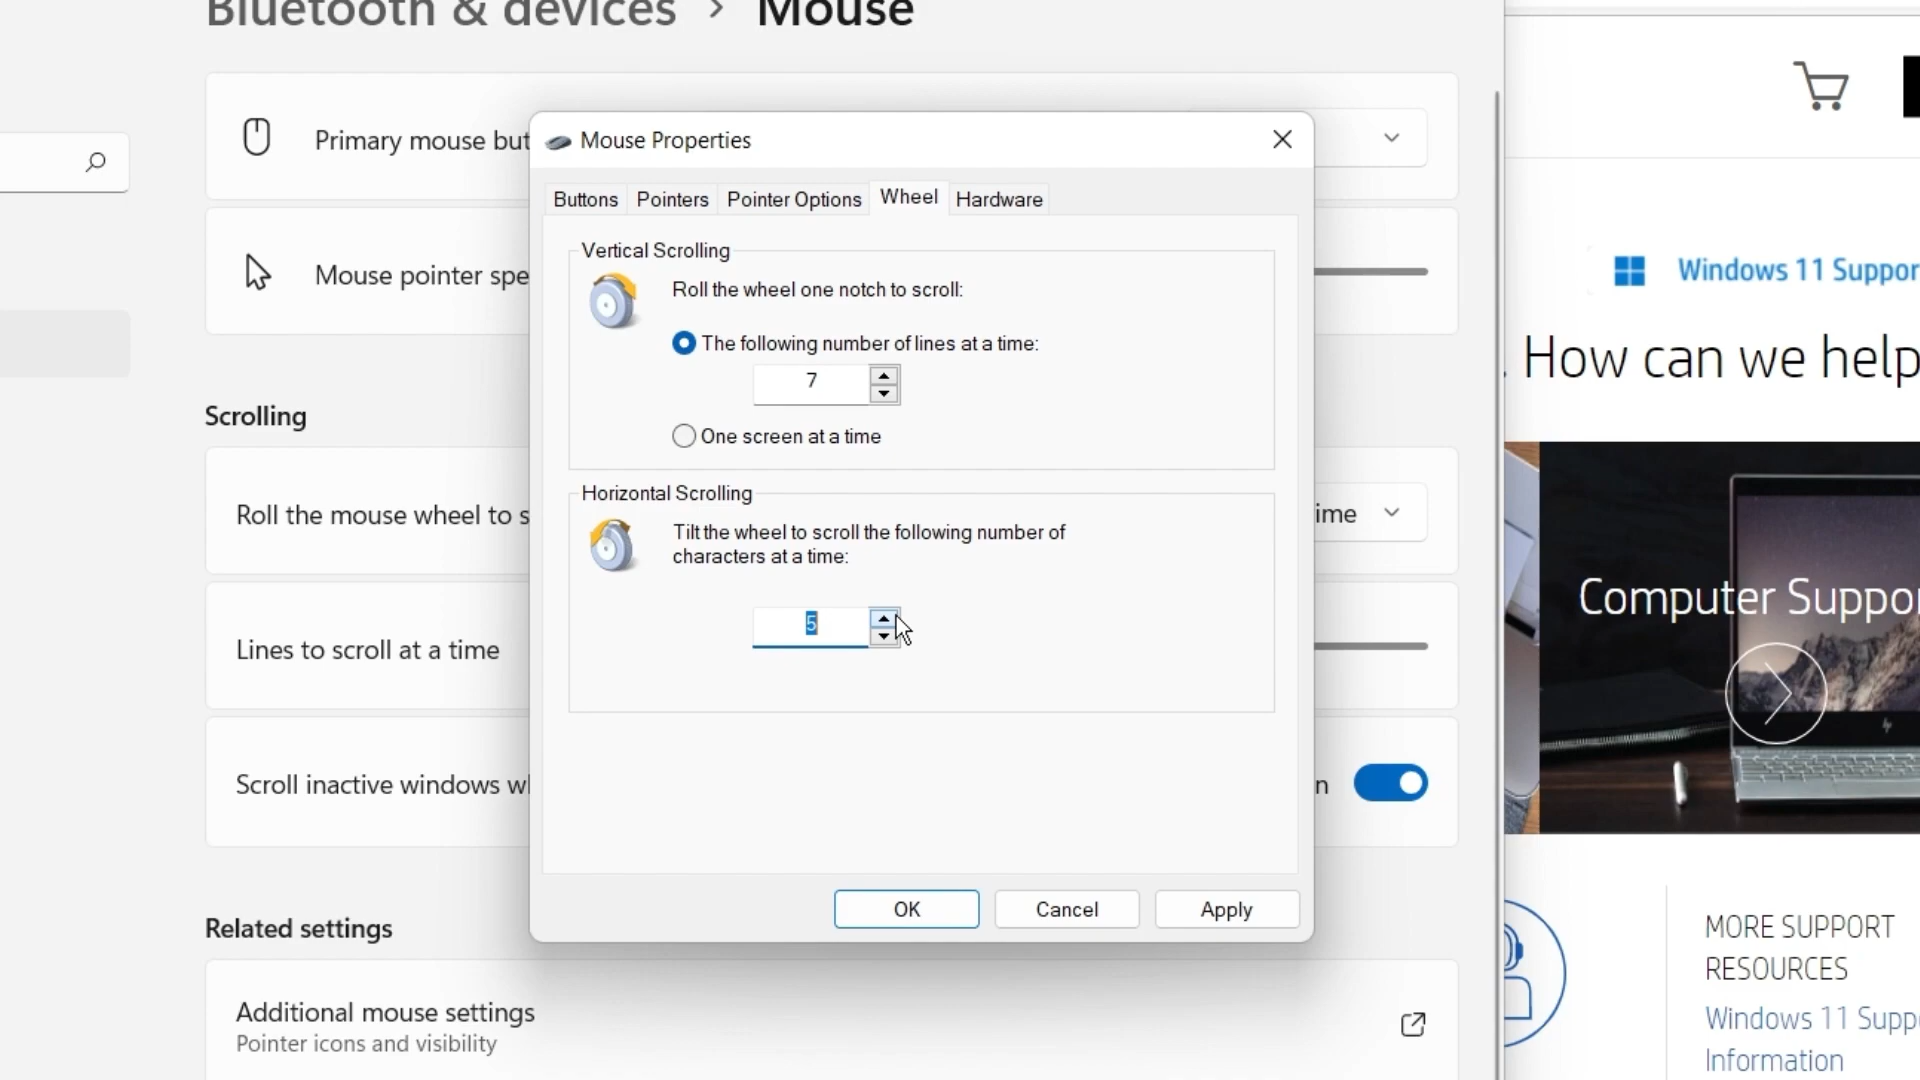 Bluetooth & devices > Mouse
Primary mouse but
Mouse pointer spe
Scrolling
Roll the mouse wheel to s
ime
Lines to scroll at a time
Scroll inactive windows w
n
Related settings
Additional mouse settings
Pointer icons and visibility
Mouse Properties
Buttons
Pointers
Pointer Options
Wheel
Hardware
Vertical Scrolling
Roll the wheel one notch to scroll:
The following number of lines at a time:
7
One screen at a time
Horizontal Scrolling
Tilt the wheel to scroll the following number of
characters at a time:
5
OK
Cancel
Apply
Windows 11 Suppor
. How can we help
Computer Suppo
hp
MORE SUPPORT
RESOURCES
Windows 11 Supp
Information